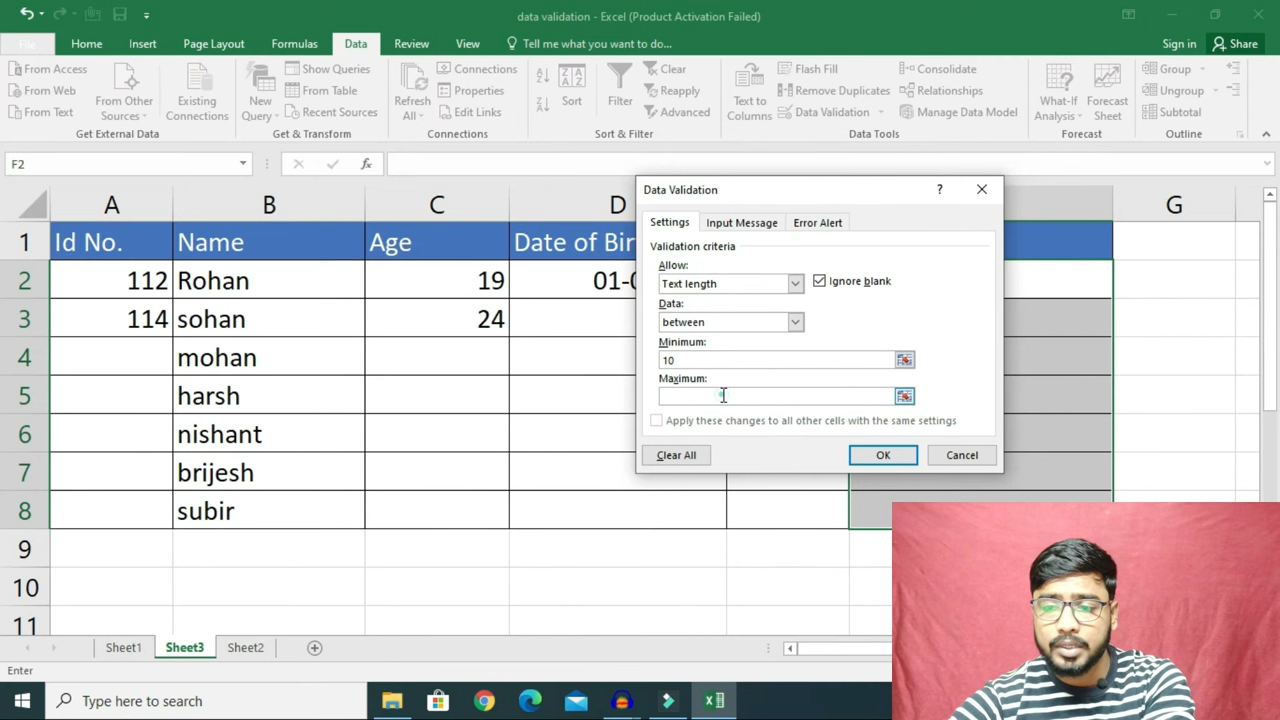 data validation - Excel (Product Activation Failed)
File Home Insert Page Layout Formulas Data Review View Tell me what you want to do... Sign in Share
From Access
From Web
From Text
From Other Sources
Existing Connections
Get External Data
New Query
Show Queries
From Table
Recent Sources
Get & Transform
Refresh All
Connections
Properties
Edit Links
Connections
Sort
Filter
Clear
Reapply
Advanced
Sort & Filter
Text to Columns
Flash Fill
Remove Duplicates
Data Validation
Consolidate
Relationships
Manage Data Model
Data Tools
What-If Analysis
Forecast Sheet
Forecast
Group
Ungroup
Subtotal
Outline
F2 fx
A B C D G
1 Id No. Name Age Date of Bir
2 112 Rohan 19 01-0
3 114 sohan 24
4 mohan
5 harsh
6 nishant
7 brijesh
8 subir
9
10
11
Data Validation ?
Settings Input Message Error Alert
Validation criteria
Allow:
Text length Ignore blank
Data:
between
Minimum:
10
Maximum:
Apply these changes to all other cells with the same settings
Clear All OK Cancel
Sheet1 Sheet3 Sheet2
Enter
Type here to search